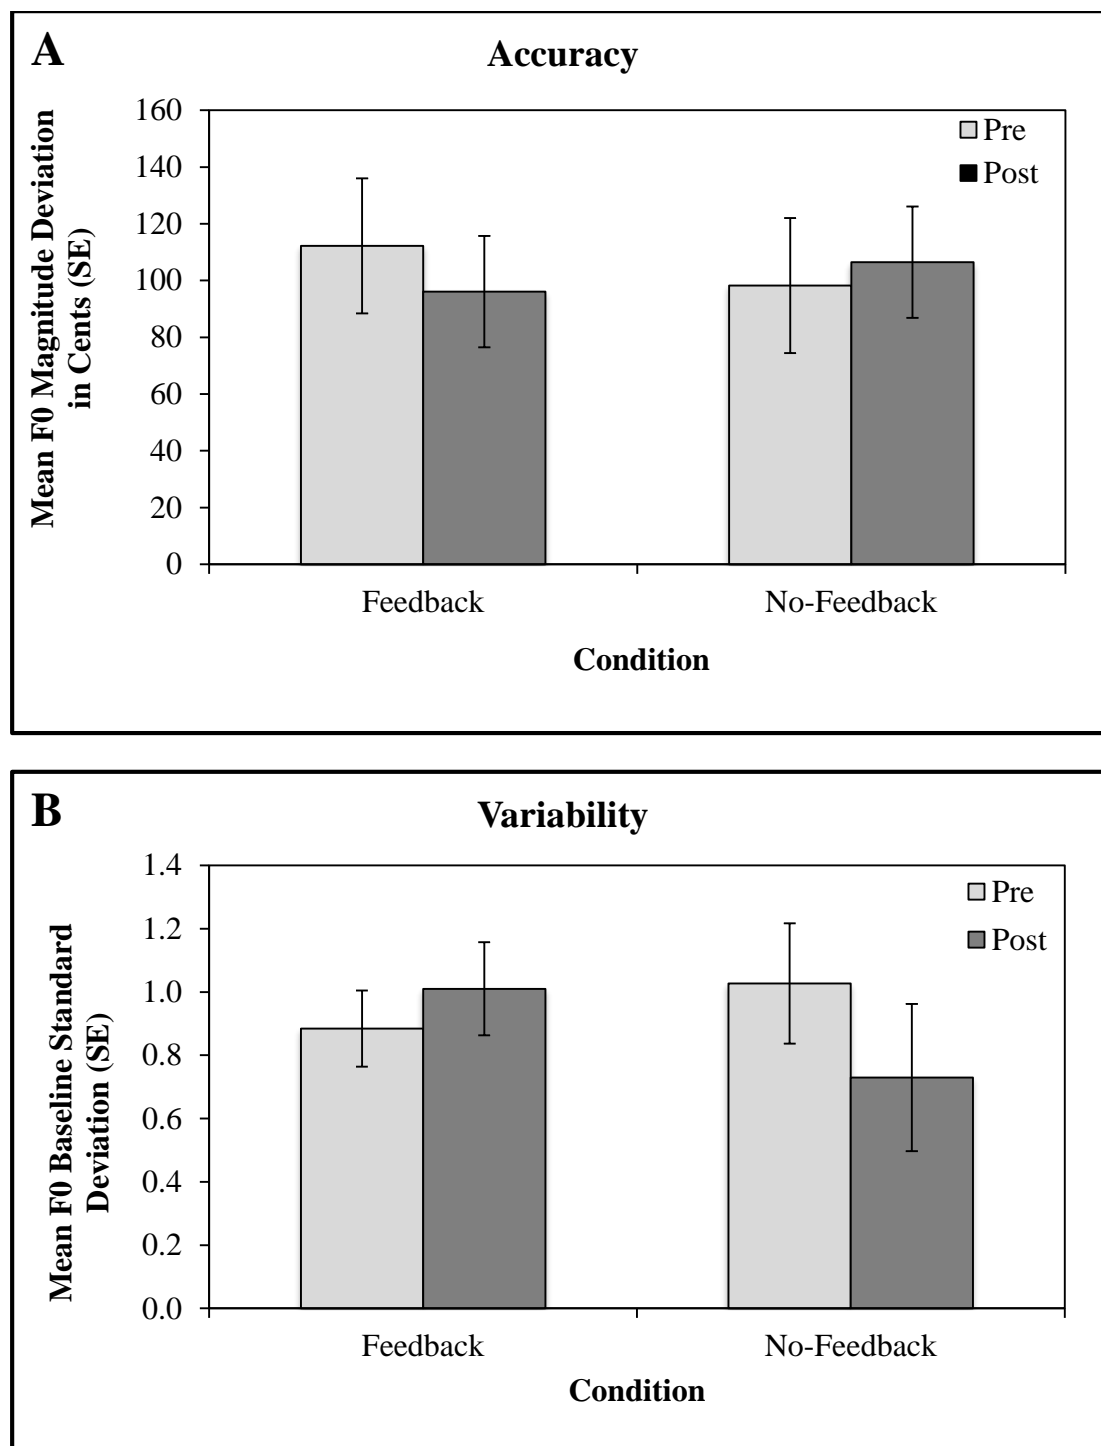 A
Accuracy
Mean F0 Magnitude Deviation
in Cents (SE)
160
140
120
100
80
60
40
20
0
Pre
Post
Feedback
No-Feedback
Condition
B
Variability
Mean F0 Baseline Standard
Deviation (SE)
1.4
1.2
1.0
0.8
0.6
0.4
0.2
0.0
Pre
Post
Feedback
No-Feedback
Condition